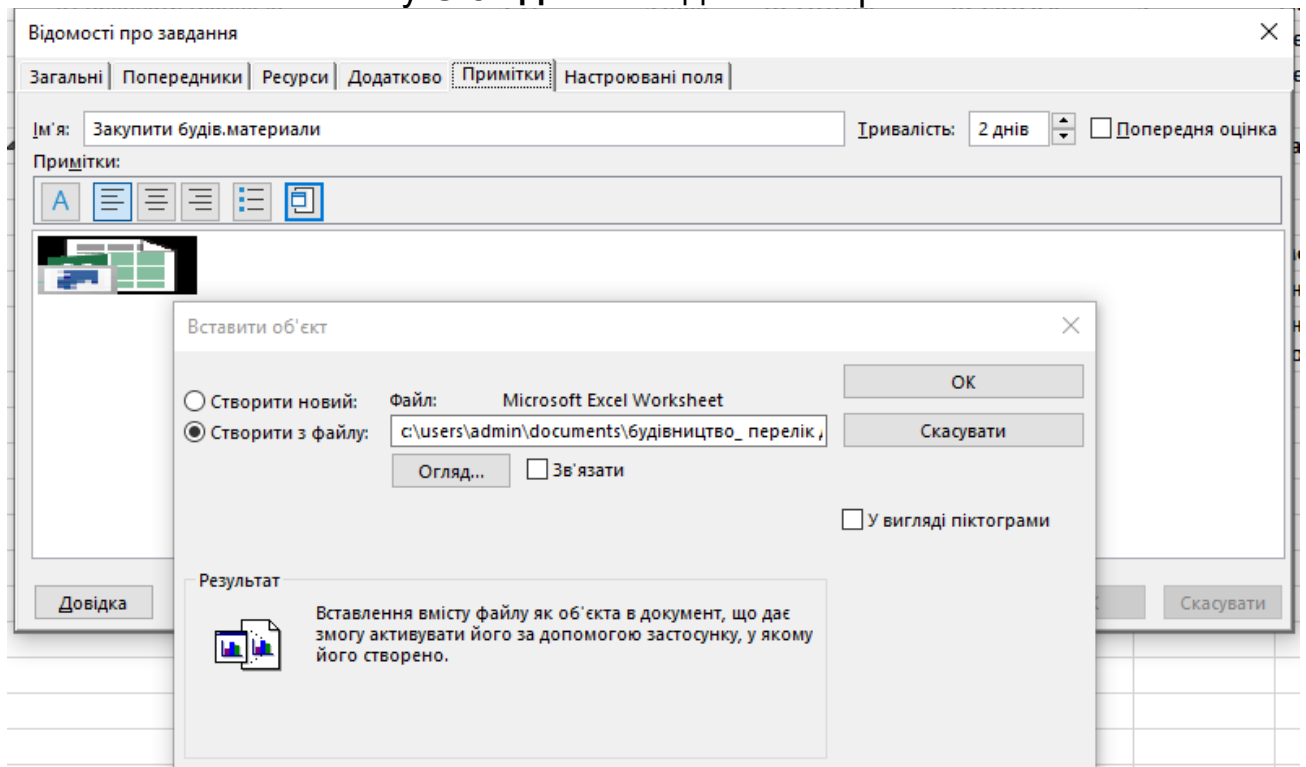 Відомості про завдання
Загальні Попередники Ресурси Додатково Примітки Настроювані поля
Ім'я: Закупити будів.материали Тривалість: 2 днів Попередня оцінка
Примітки:
A
Вставити об'єкт
ОК
Створити новий: Файл: Microsoft Excel Worksheet
Створити з файлу: c:\users\admin\documents\будівництво_ перелік Скасувати
Огляд... Зв'язати
У вигляді піктограми
Результат
Довідка Скасувати
Вставлення вмісту файлу як об'єкта в документ, що дає
змогу активувати його за допомогою застосунку, у якому
його створено.